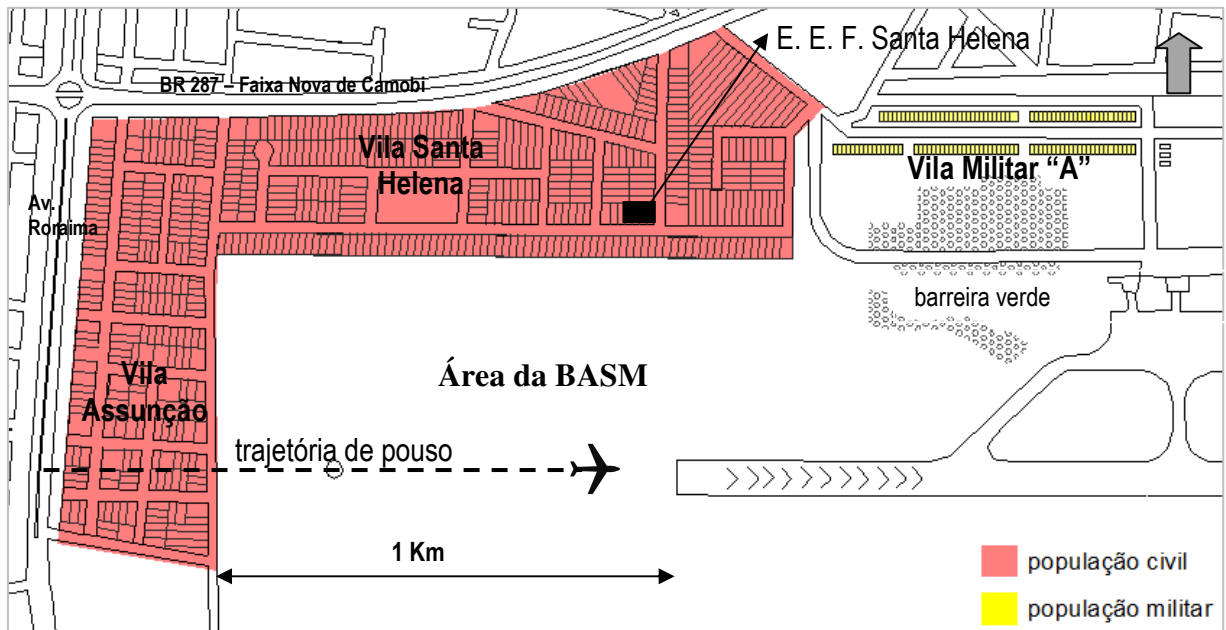 E. E. F. Santa Helena
BR 287 – Faixa Nova de Camobi
Vila Santa
Helena
Vila Militar “A”
Av.
Roraima
barreira verde
Área da BASM
Vila
Assunção
trajetória de pouso
1 Km
população civil
população militar